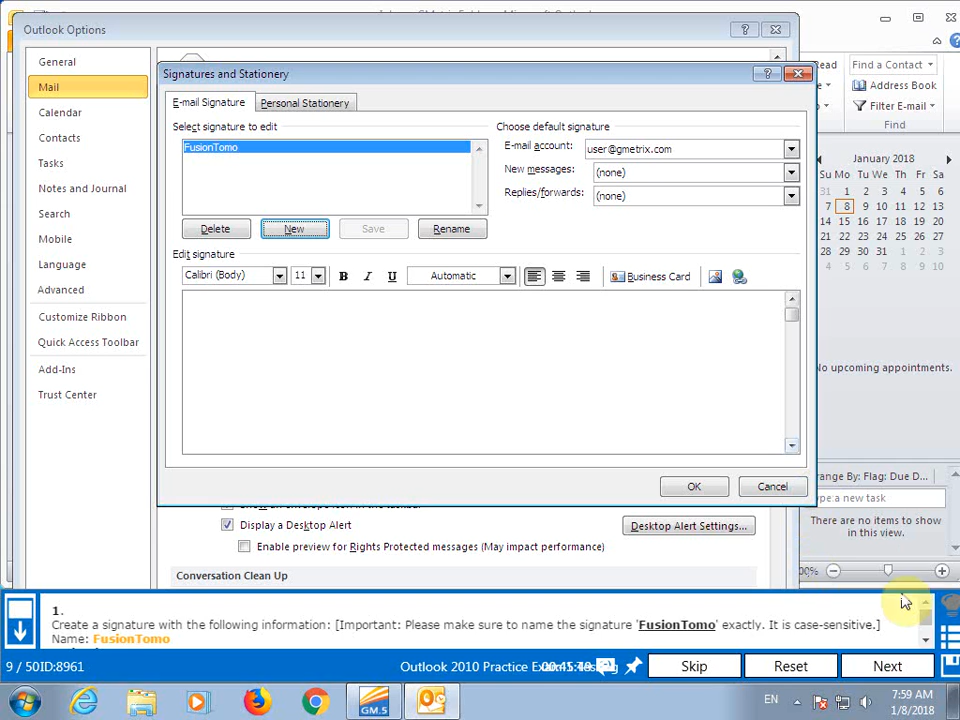 Outlook Options
General
Mail
Calendar
Contacts
Tasks
Notes and Journal
Search
Mobile
Language
Advanced
Customize Ribbon
Quick Access Toolbar
Add-Ins
Trust Center
Signatures and Stationery
E-mail Signature
Personal Stationery
Select signature to edit
FusionTomo
Delete
New
Save
Rename
Choose default signature
E-mail account:
user@gmetrix.com
New messages:
(none)
Replies/forwards:
(none)
Edit signature
Calibri (Body)
11
B
I
U
Automatic
Business Card
OK
Cancel
Display a Desktop Alert
Desktop Alert Settings...
Enable preview for Rights Protected messages (May impact performance)
Conversation Clean Up
Find a Contact
Address Book
Filter E-mail
Find
January 2018
Su Mo Tu We Th Fr Sa
31 1 2 3 4 5 6
7 8 9 10 11 12 13
14 15 16 17 18 19 20
21 22 23 24 25 26 27
28 29 30 31 1 2 3
4 5 6 7 8 9 10
No upcoming appointments.
range By: Flag: Due D...
ype a new task
There are no items to show
in this view.
1.
Create a signature with the following information: [Important: Please make sure to name the signature 'FusionTomo' exactly. It is case-sensitive.]
Name: FusionTomo
9 / 50ID:8961
Outlook 2010 Practice Exam
Skip
Reset
Next
GM.5
EN
7:59 AM
1/8/2018